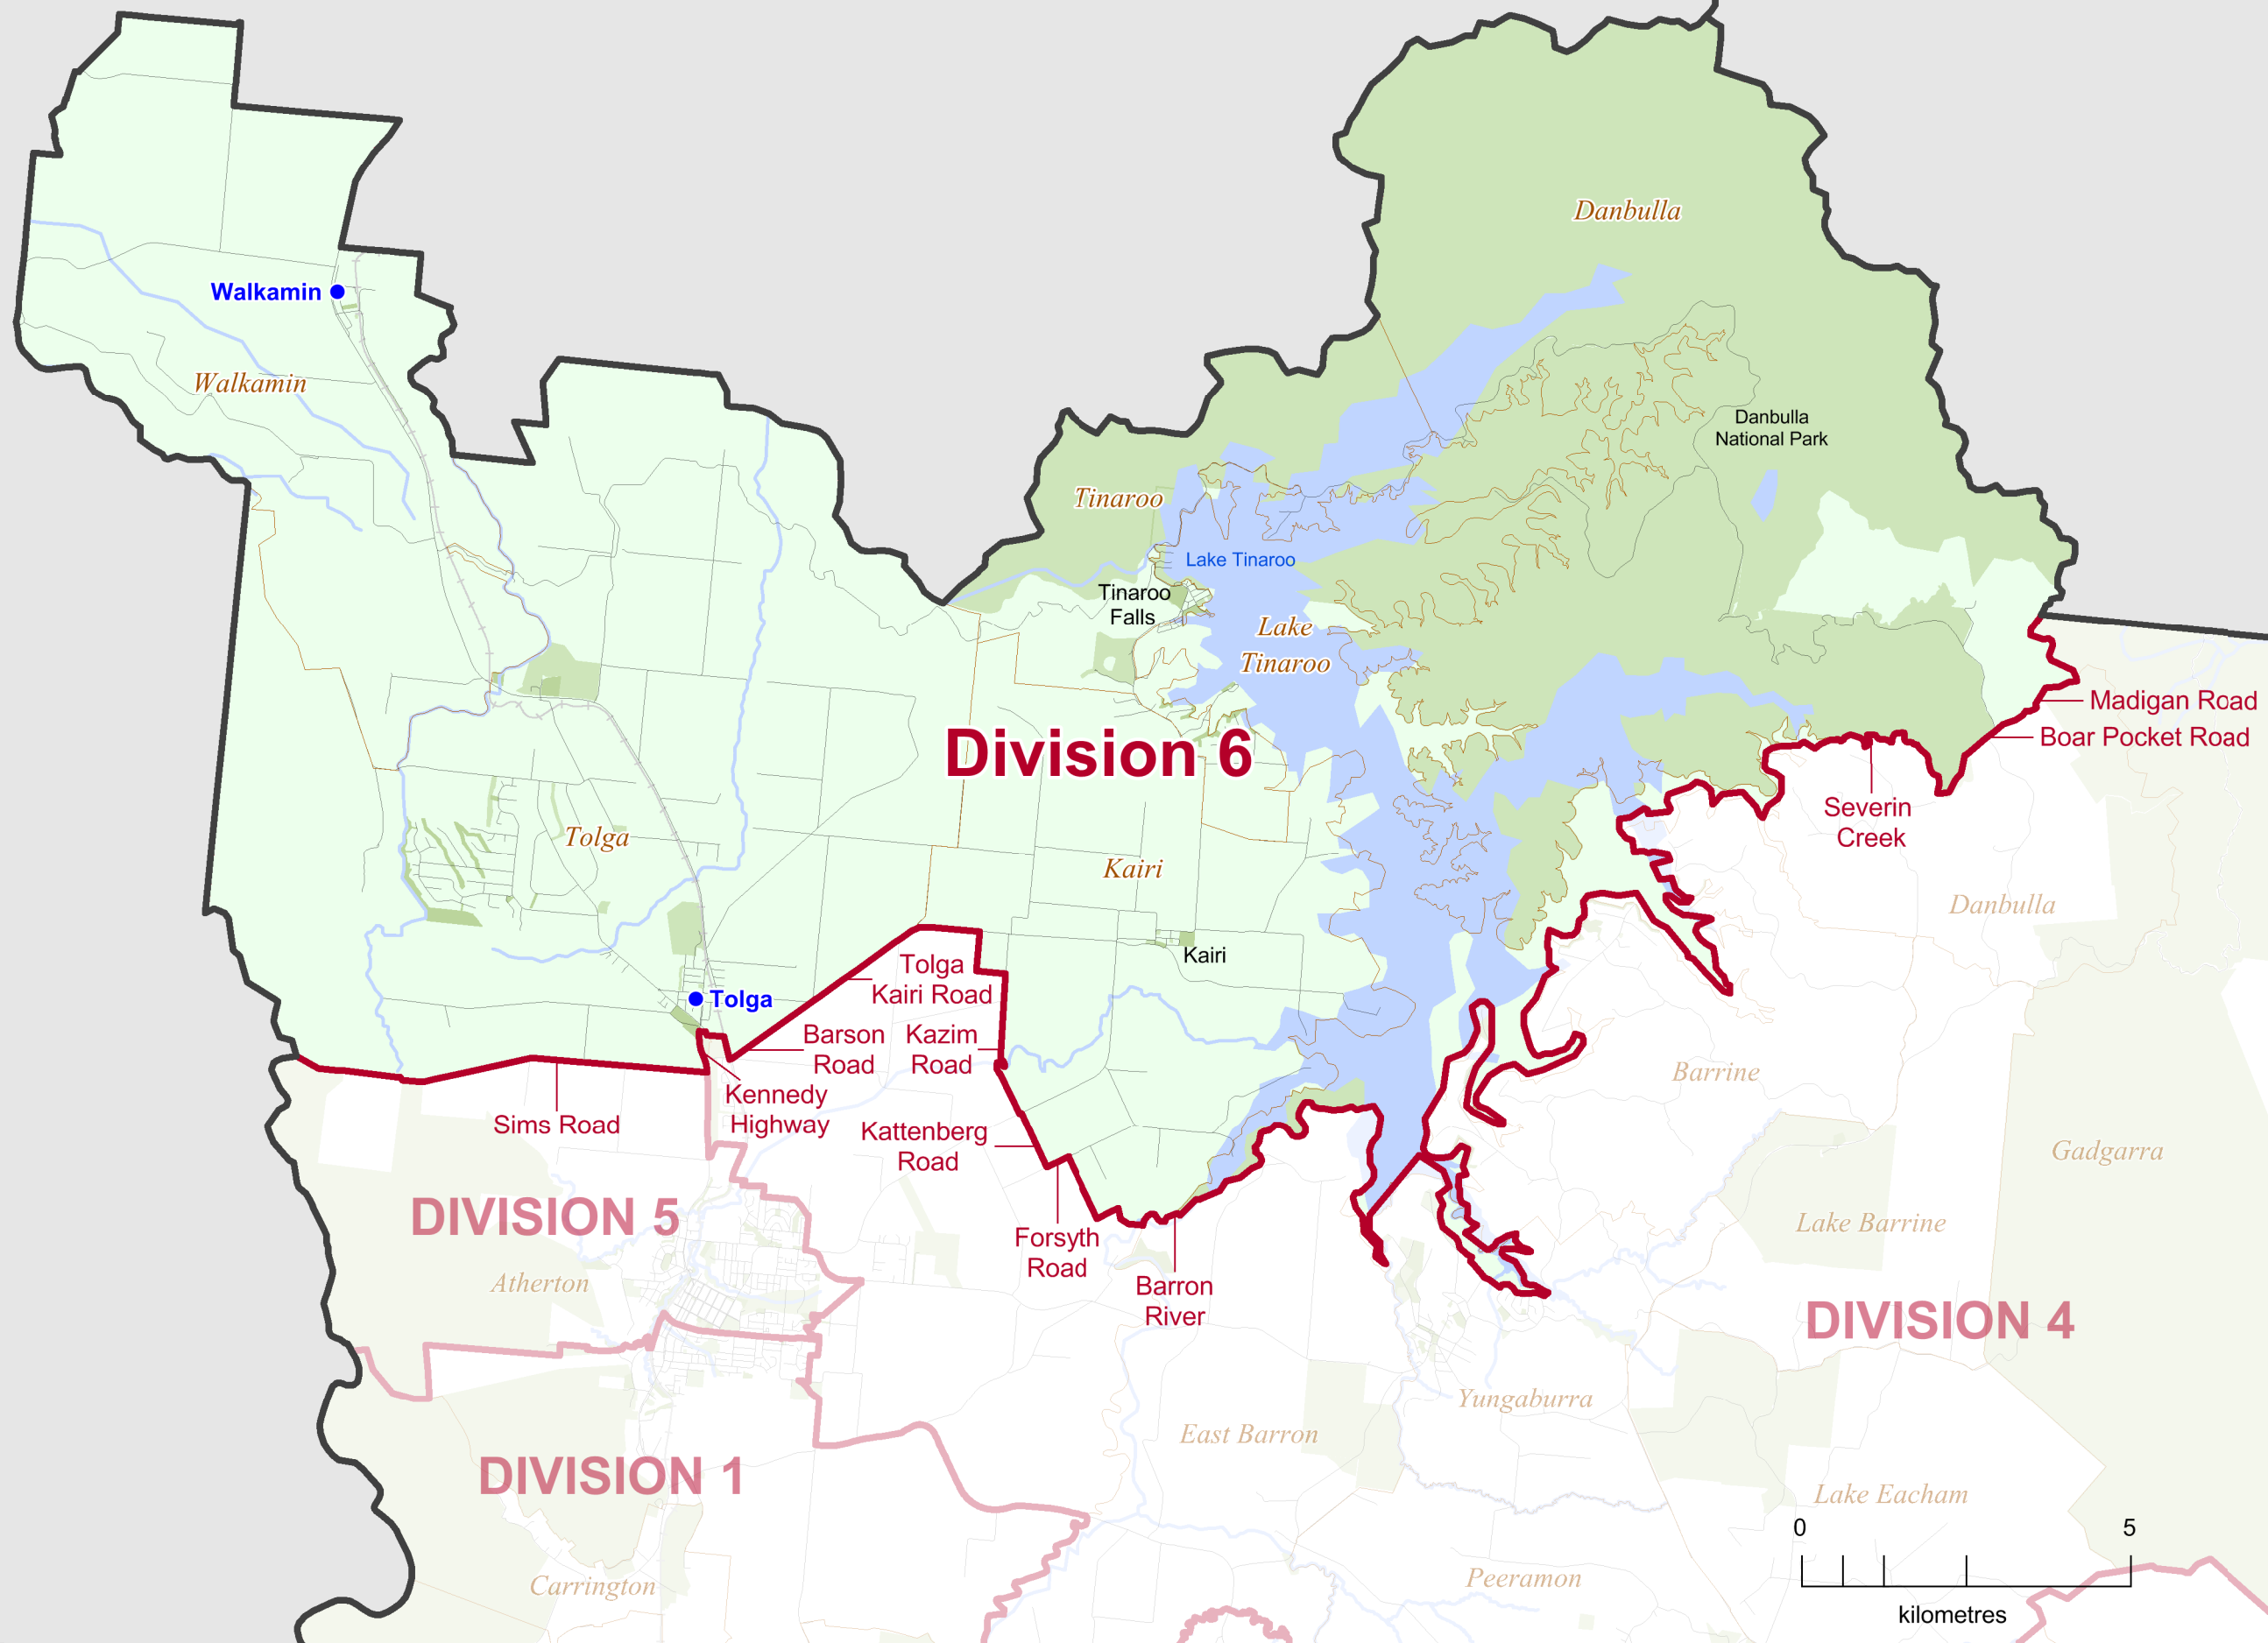 Danbulla
Walkamin
Walkamin
Danbulla
National Park
Tinaroo
Lake Tinaroo
Tinaroo
Falls
Lake
Tinaroo
Madigan Road
Boar Pocket Road
Division 6
Severin
Creek
Tolga
Kairi
Danbulla
Kairi
Tolga
Kairi Road
Tolga
Barson
Road
Kazim
Road
Barrine
Kennedy
Highway
Sims Road
Kattenberg
Road
Gadgarra
DIVISION 5
Lake Barrine
Forsyth
Road
Atherton
Barron
River
DIVISION 4
Yungaburra
East Barron
DIVISION 1
Lake Eacham
0 5
Carrington
Peeramon
kilometres